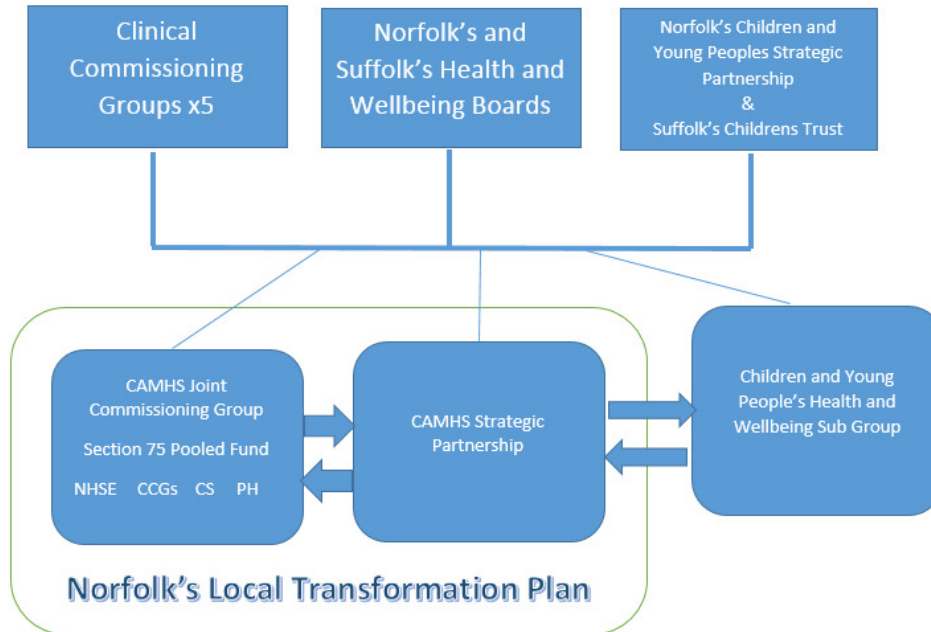 Clinical
Commissioning
Groups x5
Norfolk's and
Suffolk's Health and
Wellbeing Boards
Norfolk's Children and
Young Peoples Strategic
Partnership
&
Suffolk's Childrens Trust
CAMHS Joint
Commissioning Group
Section 75 Pooled Fund
NHSE CCGs CS PH
CAMHS Strategic
Partnership
Children and Young
People's Health and
Wellbeing Sub Group
Norfolk's Local Transformation Plan